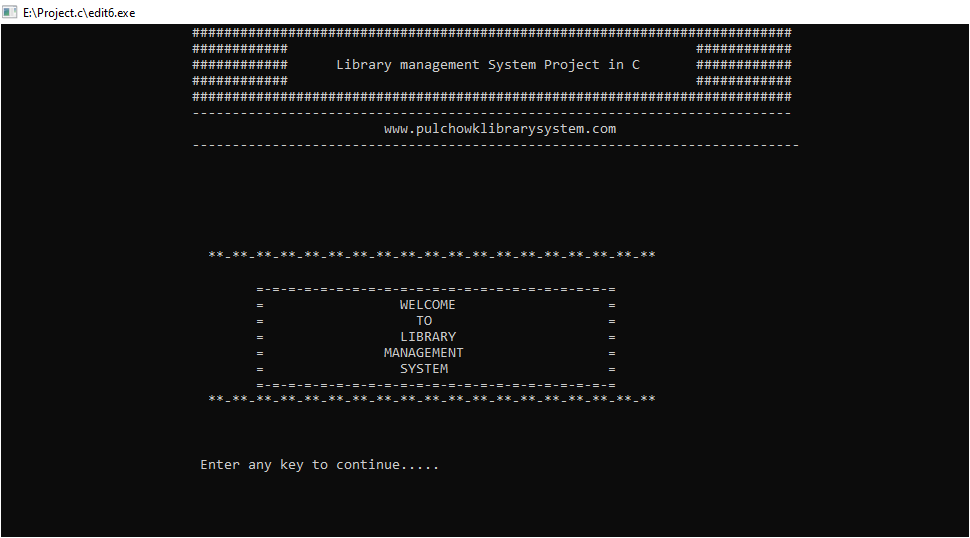 E:\Project.c\edit6.exe
###########################################################################
############                                                   ############
############      Library management System Project in C       ############
############                                                   ############
###########################################################################
---------------------------------------------------------------------------
www.pulchowklibrarysystem.com
----------------------------------------------------------------------------
**-**-**-**-**-**-**-**-**-**-**-**-**-**-**-**-**-**-**
=-=-=-=-=-=-=-=-=-=-=-=-=-=-=-=-=-=-=-=-=-=-=
=                 WELCOME                   =
=                   TO                      =
=                 LIBRARY                   =
=               MANAGEMENT                  =
=                 SYSTEM                    =
=-=-=-=-=-=-=-=-=-=-=-=-=-=-=-=-=-=-=-=-=-=-=
**-**-**-**-**-**-**-**-**-**-**-**-**-**-**-**-**-**-**
Enter any key to continue.....